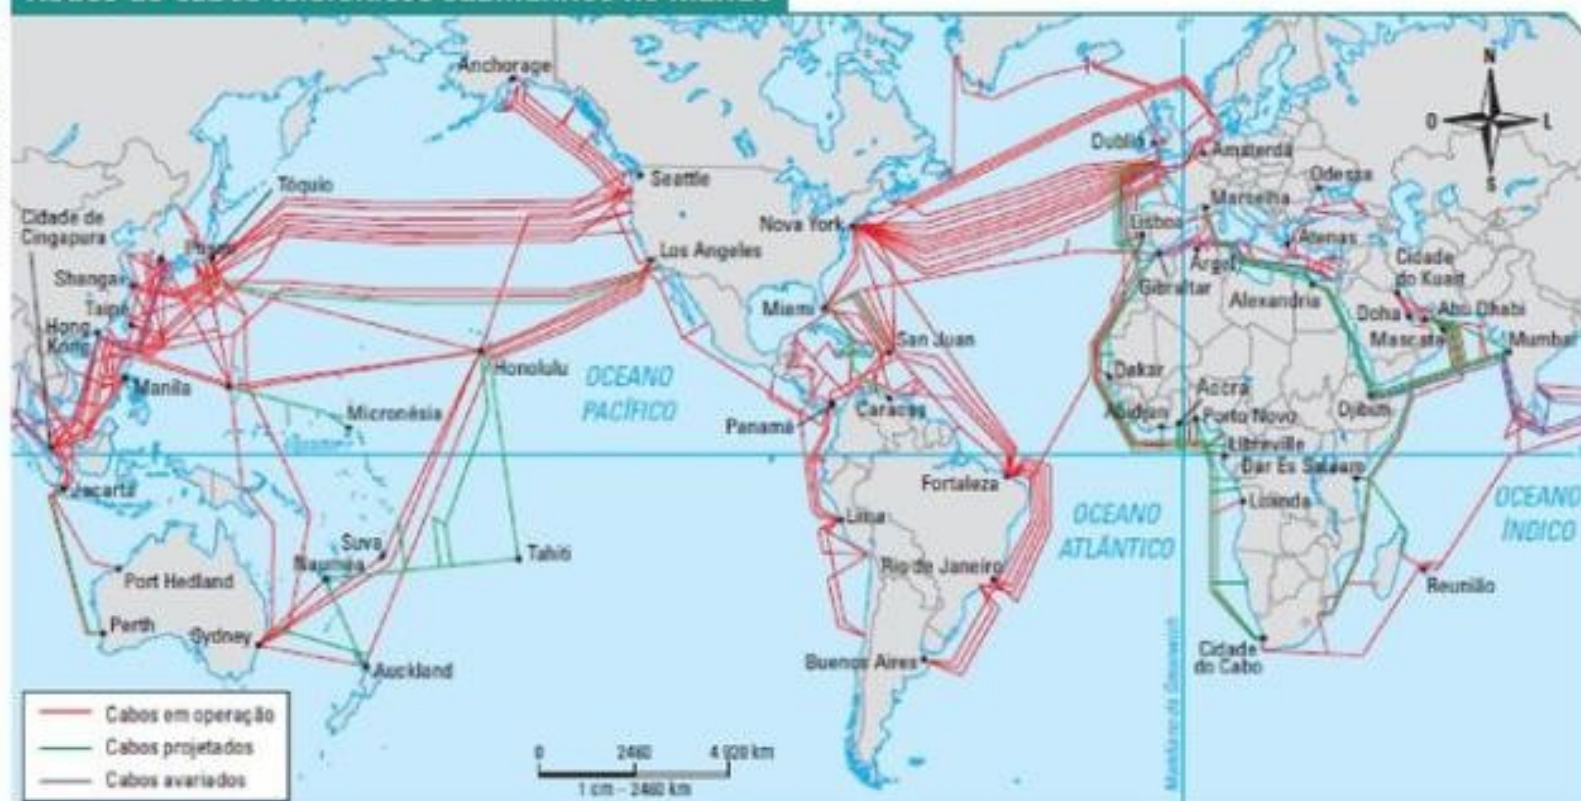 Anchorage
Tóquio
Seattle
Cidade de
Cingapura
Los Angeles
Nova York
Dublin
Amsterdã
Odessa
Marselha
Lisboa
Atenas
Cidade
do Kuait
Shangai
Taipé
Hong
Kong
Miami
Argel
Gibraltar
Alexandria
Doha
Abu Dhabi
Mascate
Mumbai
San Juan
Manila
Honolulu
OCEANO
PACÍFICO
Dakar
Accra
Micronésia
Panamá
Caracas
Abidjan
Porto Novo
Djibuti
Libreville
Dar Es Salaam
Jacarta
Fortaleza
Luanda
Lima
OCEANO
ATLÂNTICO
OCEANO
ÍNDICO
Suva
Nauméa
Tahiti
Rio de Janeiro
Port Hedland
Reunião
Perth
Sydney
Auckland
Buenos Aires
Cidade
do Cabo
Meridiano de Greenwich
N
O
L
S
Cabos em operação
Cabos projetados
Cabos avariados
0 2460 4 920 km
1 cm - 2460 km